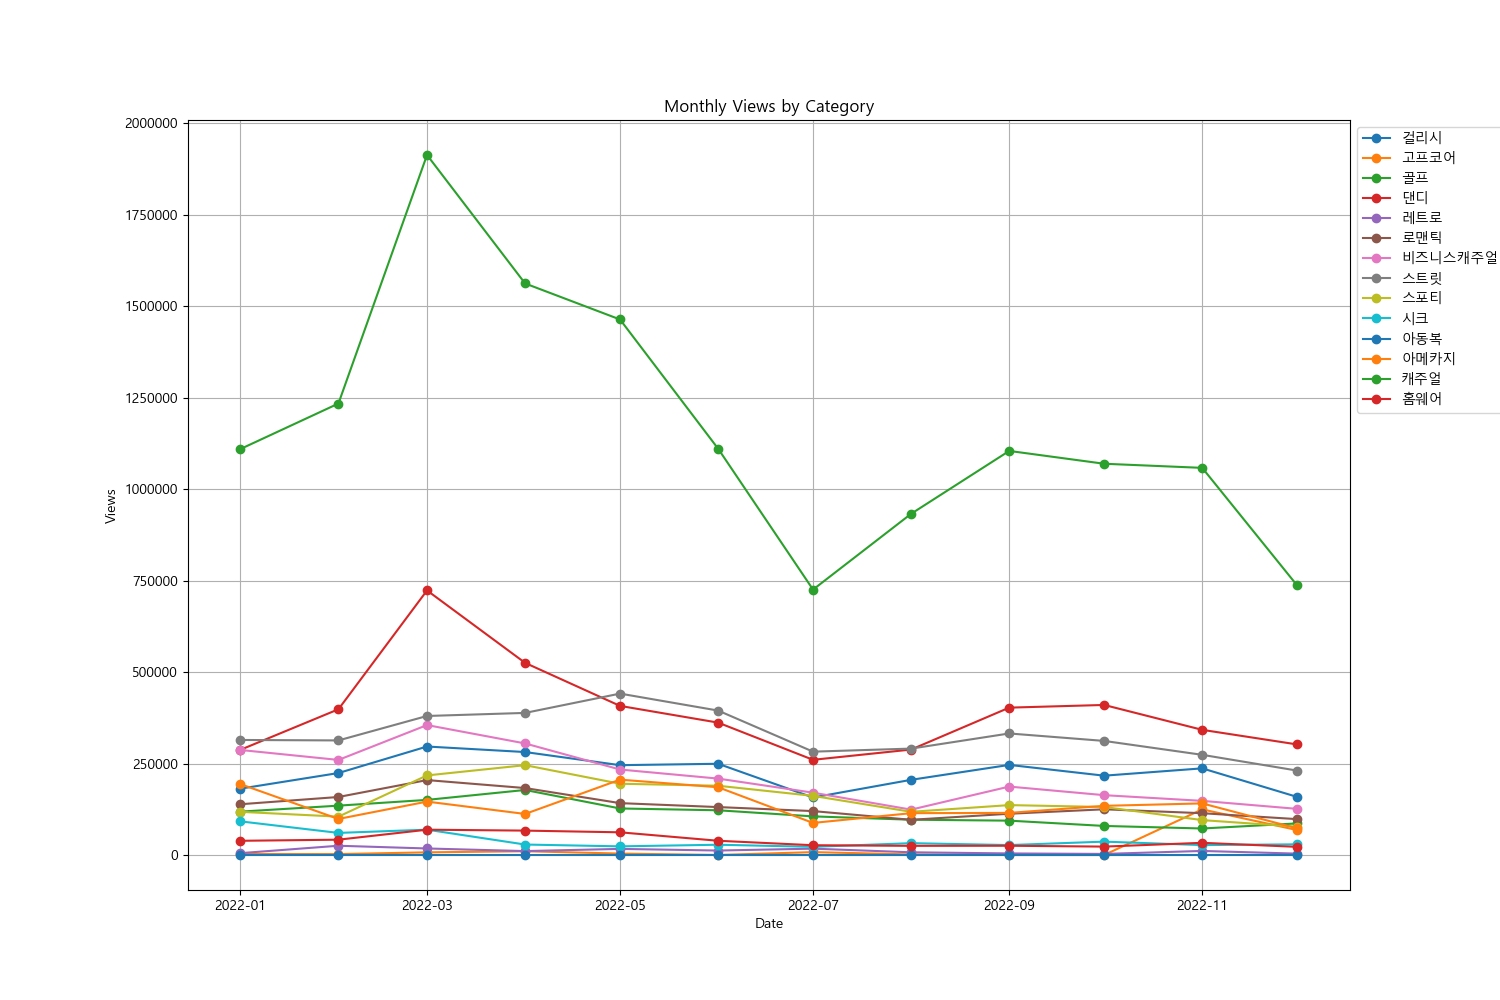 Monthly Views by Category
2000000
1750000
1500000
1250000
1000000
750000
500000
250000
0
Views
2022-01
2022-03
2022-05
2022-07
2022-09
2022-11
Date
걸리시
고프코어
골프
댄디
레트로
로맨틱
비즈니스캐주얼
스트릿
스포티
시크
아동복
아메카지
캐주얼
홈웨어